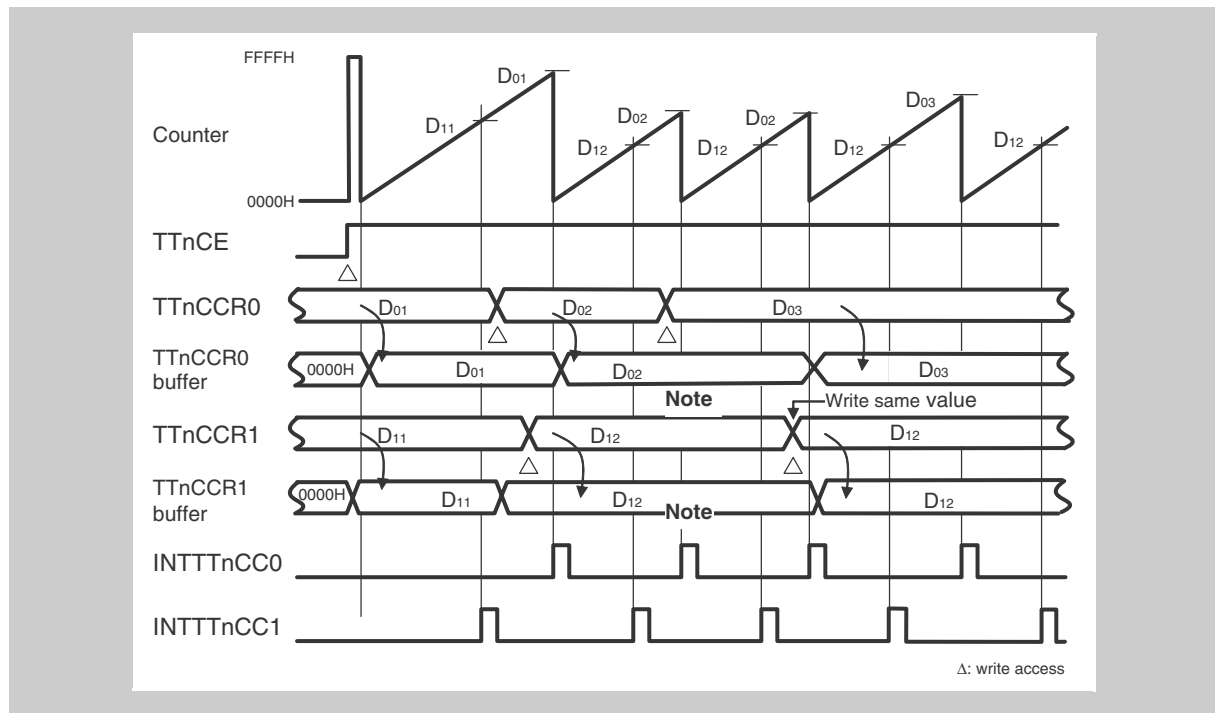 FFFFH
Counter
D11
D01
D12
D02
D12
D02
D12
D03
D12
0000H
TTnCE
Δ
TTnCCR0
D01
D02
D03
Δ
Δ
TTnCCR0
buffer
0000H
D01
D02
D03
Note
Write same value
TTnCCR1
D11
D12
D12
Δ
Δ
TTnCCR1
buffer
0000H
D11
D12
Note
D12
INTTTnCC0
INTTTnCC1
Δ: write access